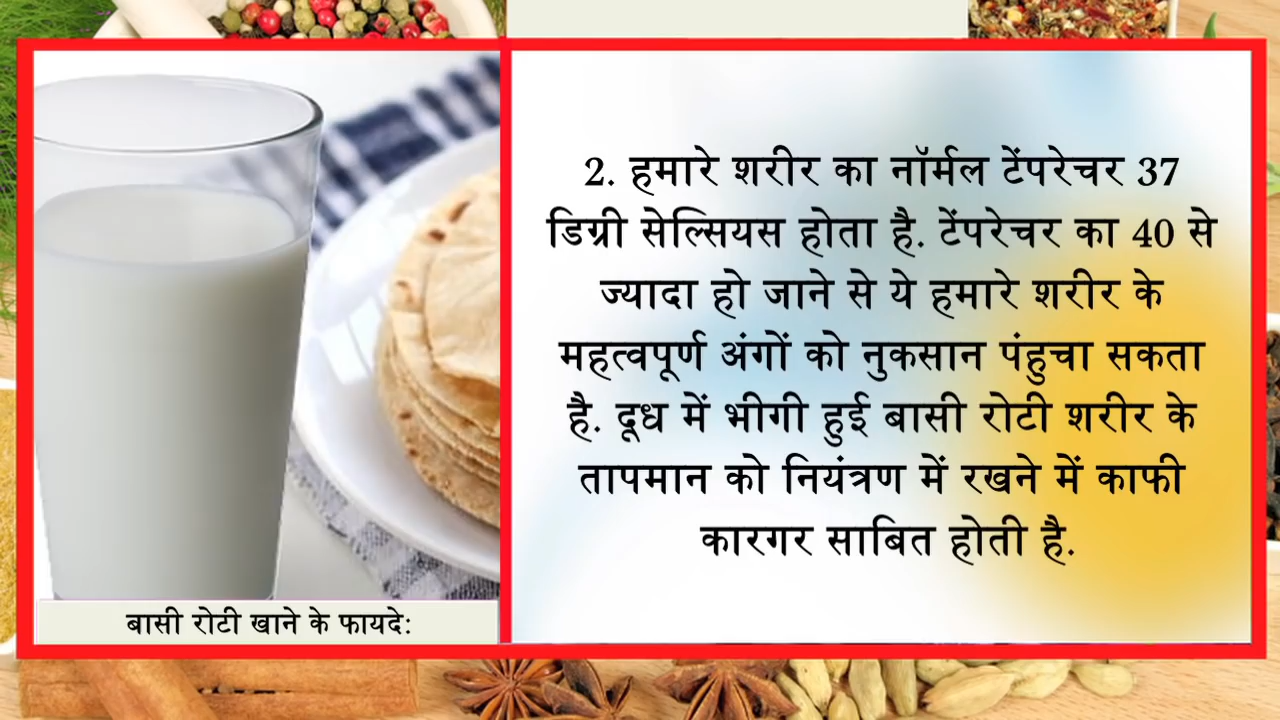 2. हमारे शरीर का नॉर्मल टेंपरेचर 37
डिग्री सेल्सियस होता है. टेंपरेचर का 40 से
ज्यादा हो जाने से ये हमारे शरीर के
महत्वपूर्ण अंगों को नुकसान पंहुचा सकता
है. दूध में भीगी हुई बासी रोटी शरीर के
तापमान को नियंत्रण में रखने में काफी
कारगर साबित होती है.
बासी रोटी खाने के फायदे: